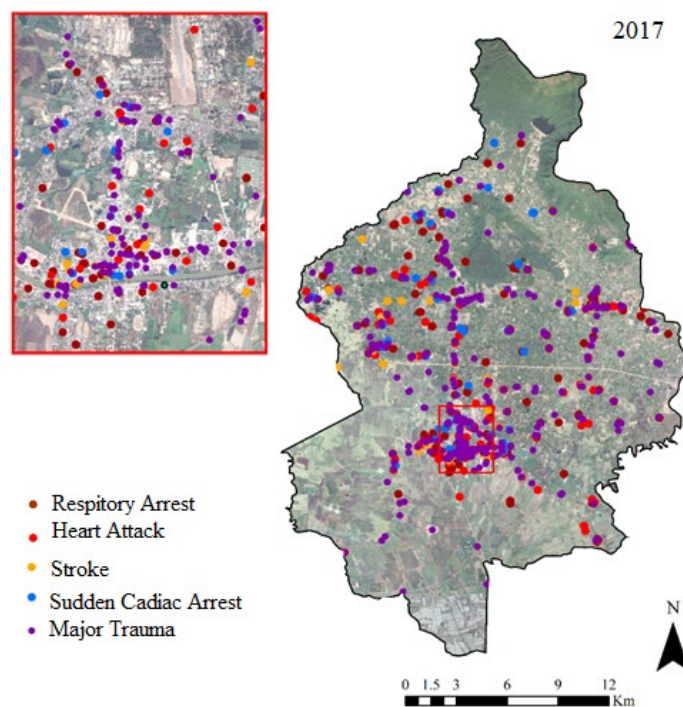 2017
Respitory Arrest
Heart Attack
Stroke
Sudden Cadiac Arrest
Major Trauma
N
0 1.5 3 6 9 12
Km